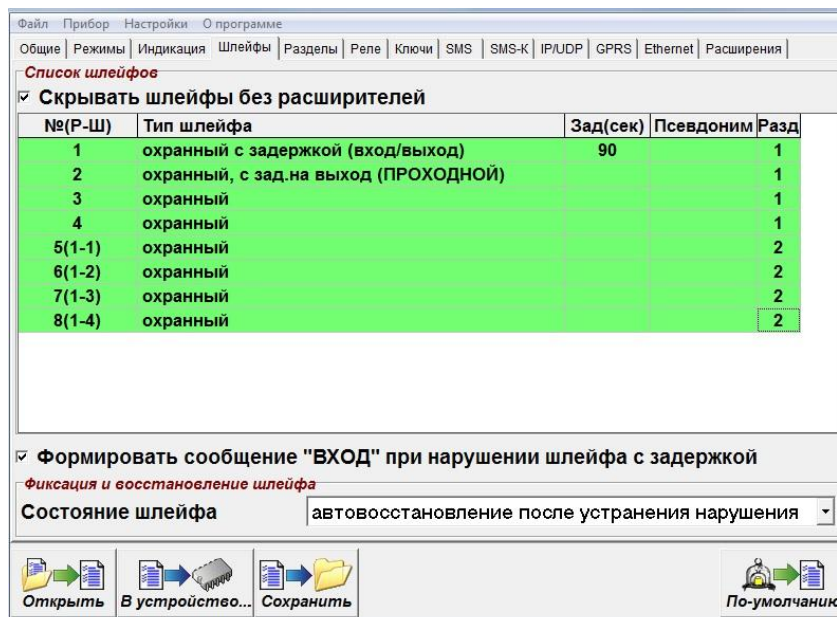 Файл Прибор Настройки О программе
Общие Режимы Индикация Шлейфы Разделы Реле Ключи SMS SMS-K IP/UDP GPRS Ethernet Расширения
Список шлейфов
Скрывать шлейфы без расширителей
№(Р-Ш) Тип шлейфа Зад(сек) Псевдоним Разд
1 охранный с задержкой (вход/выход) 90 1
2 охранный, с зад.на выход (ПРОХОДНОЙ) 1
3 охранный 1
4 охранный 1
5(1-1) охранный 2
6(1-2) охранный 2
7(1-3) охранный 2
8(1-4) охранный 2
Формировать сообщение "ВХОД" при нарушении шлейфа с задержкой
Фиксация и восстановление шлейфа
Состояние шлейфа автовосстановление после устранения нарушения
Открыть В устройство... Сохранить По-умолчанию